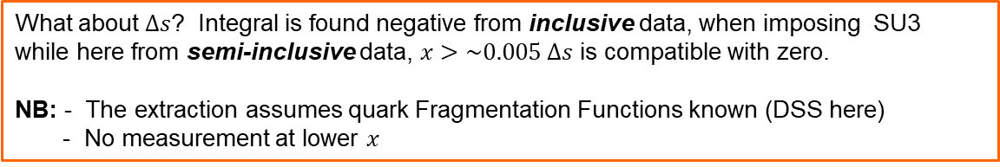 What about Δs? Integral is found negative from inclusive data, when imposing SU3
while here from semi-inclusive data, x > ~0.005 Δs is compatible with zero.
NB: - The extraction assumes quark Fragmentation Functions known (DSS here)
- No measurement at lower x